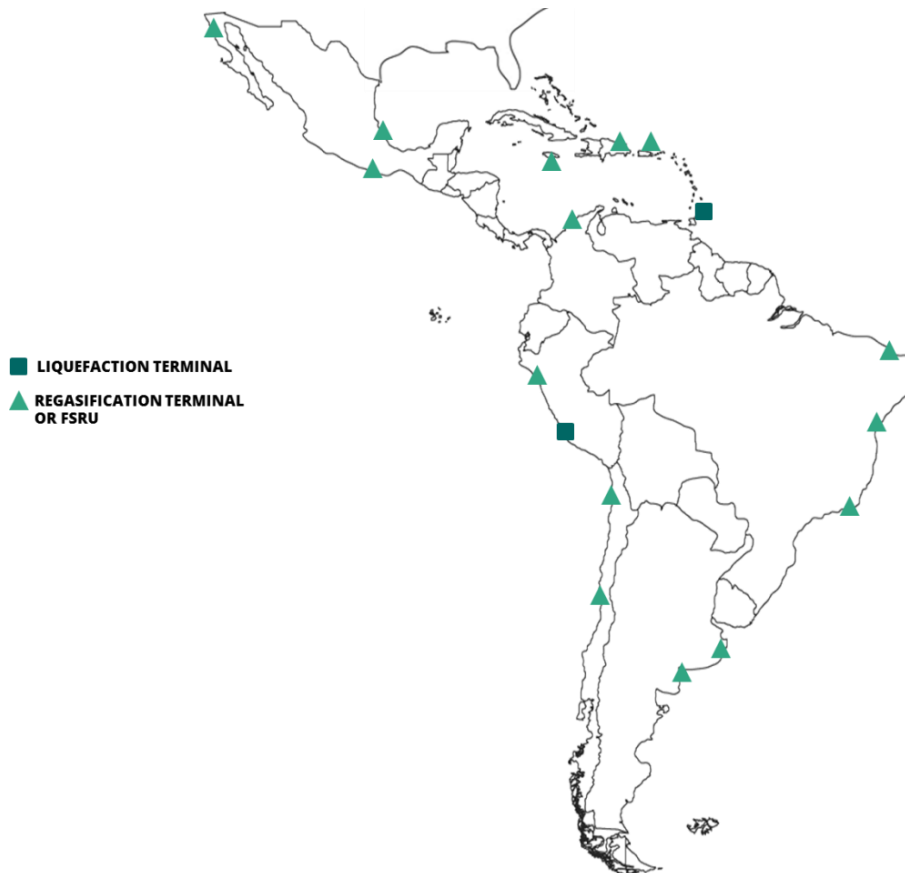 LIQUEFACTION TERMINAL
REGASIFICATION TERMINAL
OR FSRU